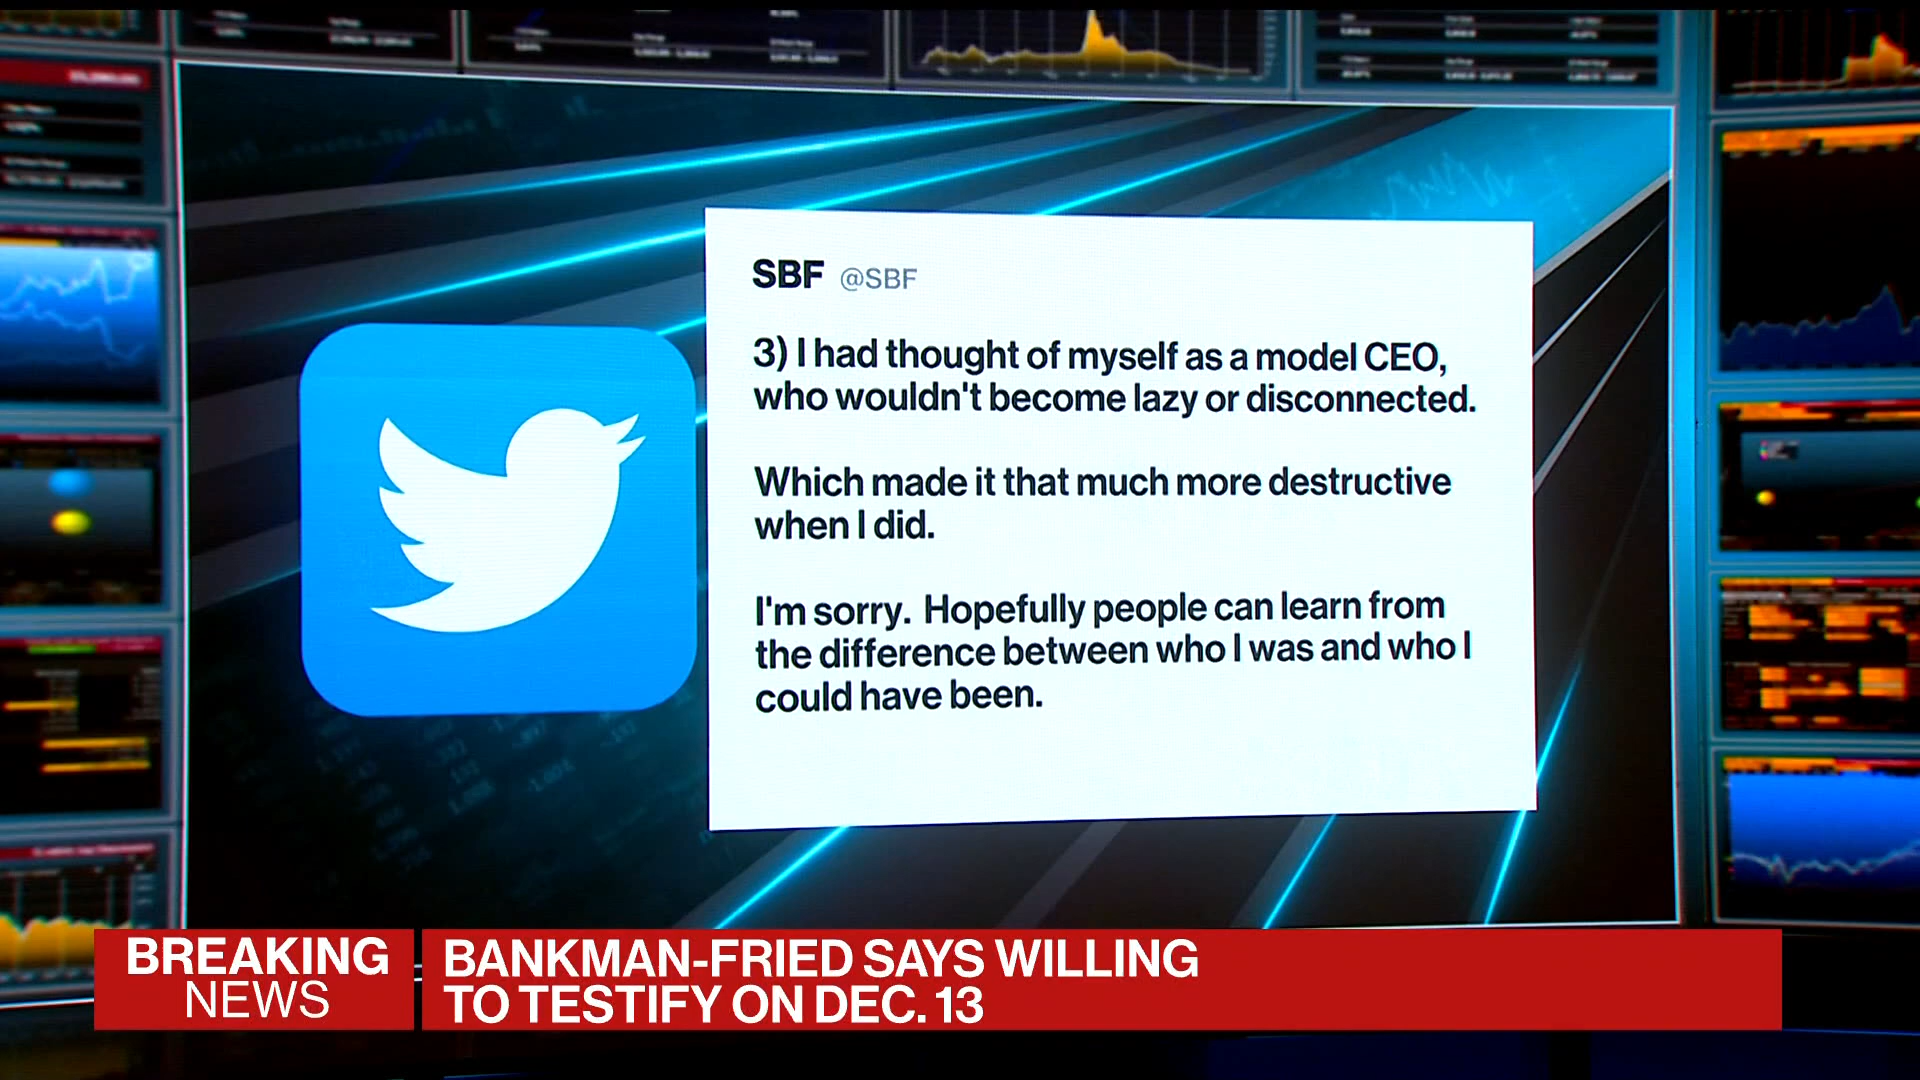 SBF @SBF
3) I had thought of myself as a model CEO,
who wouldn't become lazy or disconnected.
Which made it that much more destructive
when I did.
I'm sorry. Hopefully people can learn from
the difference between who I was and who I
could have been.
BREAKING
NEWS
BANKMAN-FRIED SAYS WILLING
TO TESTIFY ON DEC. 13